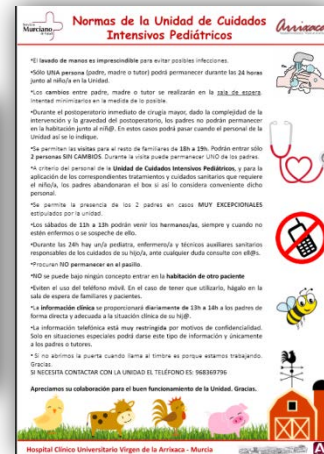 Servicio
Murciano
de Salud
Normas de la Unidad de Cuidados
Intensivos Pediátricos
Arrixaca
*El lavado de manos es imprescindible para evitar posibles infecciones.
*Sólo UNA persona (padre, madre o tutor) podrá permanecer durante las 24 horas
junto al niño/a en la Unidad.
*Los cambios entre padre, madre o tutor se realizarán en la sala de espera.
Intentad minimizarlos en la medida de lo posible.
*Durante el postoperatorio inmediato de cirugía mayor, dado la complejidad de la
intervención y la gravedad del postoperatorio, los padres no podrán permanecer
en la habitación junto al niñ@. En estos casos podrá pasar cuando el personal de la
Unidad así se lo indique.
*Se permiten las visitas para el resto de familiares de 18h a 19h. Podrán entrar sólo
2 personas SIN CAMBIOS. Durante la visita puede permanecer UNO de los padres.
*A criterio del personal de la Unidad de Cuidados Intensivos Pediátricos, y para la
aplicación de los correspondientes tratamientos y cuidados sanitarios que requiere
el niño/a, los padres abandonaran el box si así lo considera conveniente dicho
personal.
*Se permite la presencia de los 2 padres en casos MUY EXCEPCIONALES
estipulados por la unidad.
*Los sábados de 11h a 13h podrán venir los hermanos/as, siempre y cuando no
estén enfermos o se sospeche de ello.
*Durante las 24h hay un/a pediatra, enfermero/a y técnicos auxiliares sanitarios
responsables de los cuidados de su hijo/a, ante cualquier duda consulte con ell@s.
*Procuran NO permanecer en el pasillo.
*NO se puede bajo ningún concepto entrar en la habitación de otro paciente
*Eviten el uso del teléfono móvil. En el caso de tener que utilizarlo, hágalo en la
sala de espera de familiares y pacientes.
*La información clínica se proporcionará diariamente de 13h a 14h a los padres de
forma directa y adecuada a la situación clínica de su hij@.
*La información telefónica está muy restringida por motivos de confidencialidad.
Solo en situaciones especiales podrá darse este tipo de información y únicamente
a los padres o tutores.
* Si no abrimos la puerta cuando llama al timbre es porque estamos trabajando.
Gracias.
SI NECESITA CONTACTAR CON LA UNIDAD EL TELÉFONO ES: 968369796
Apreciamos su colaboración para el buen funcionamiento de la Unidad. Gracias.
Hospital Clínico Universitario Virgen de la Arrixaca - Murcia